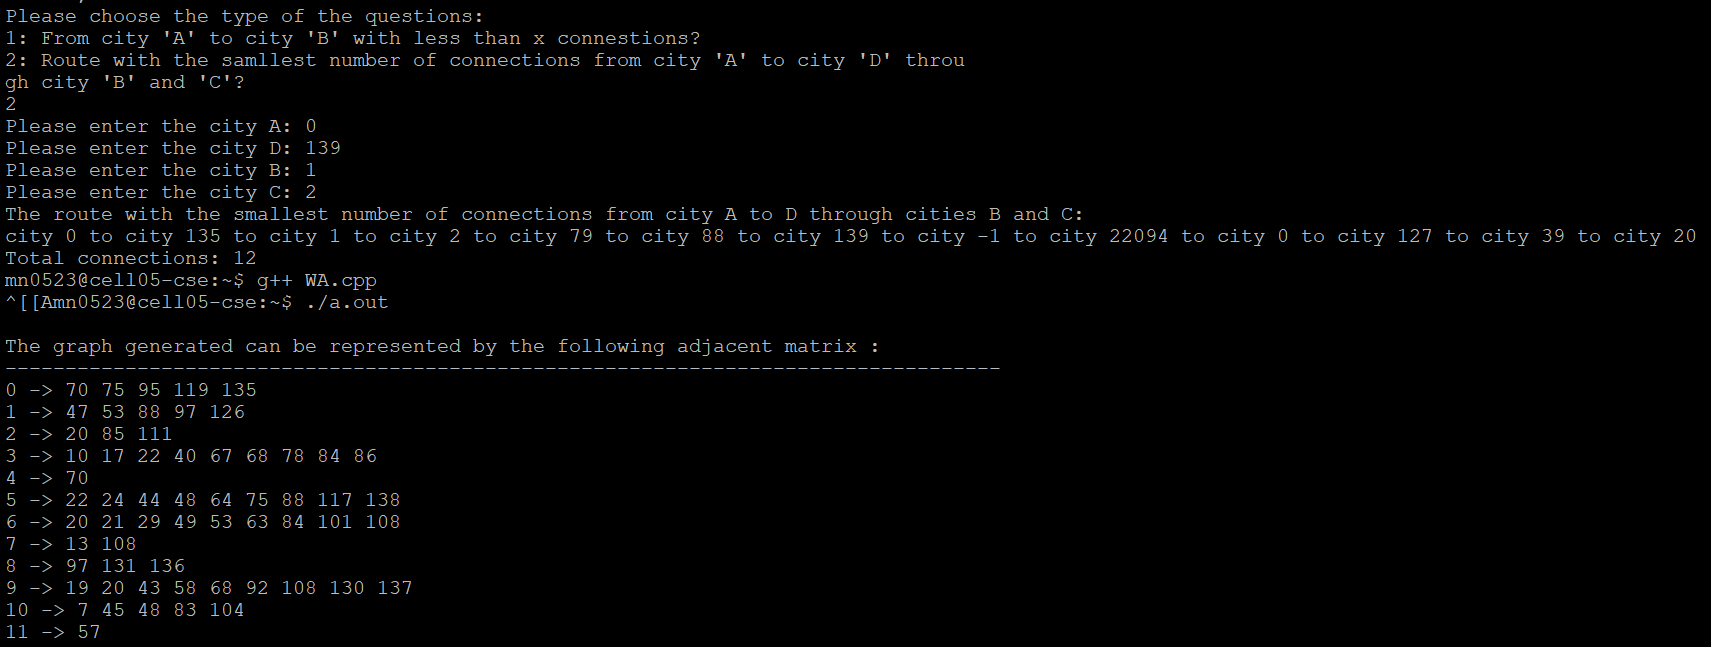 Please choose the type of the questions:
1: From city 'A' to city 'B' with less than x connestions?
2: Route with the samllest number of connections from city 'A' to city 'D' throu
gh city 'B' and 'C'?
2
Please enter the city A: 0
Please enter the city D: 139
Please enter the city B: 1
Please enter the city C: 2
The route with the smallest number of connections from city A to D through cities B and C:
city 0 to city 135 to city 1 to city 2 to city 79 to city 88 to city 139 to city -1 to city 22094 to city 0 to city 127 to city 39 to city 20
Total connections: 12
mn0523@cell05-cse:~$ g++ WA.cpp
^[[Amn0523@cell05-cse:~$ ./a.out
The graph generated can be represented by the following adjacent matrix :
-----------------------------------------------------------------------------------
0 -> 70 75 95 119 135
1 -> 47 53 88 97 126
2 -> 20 85 111
3 -> 10 17 22 40 67 68 78 84 86
4 -> 70
5 -> 22 24 44 48 64 75 88 117 138
6 -> 20 21 29 49 53 63 84 101 108
7 -> 13 108
8 -> 97 131 136
9 -> 19 20 43 58 68 92 108 130 137
10 -> 7 45 48 83 104
11 -> 57